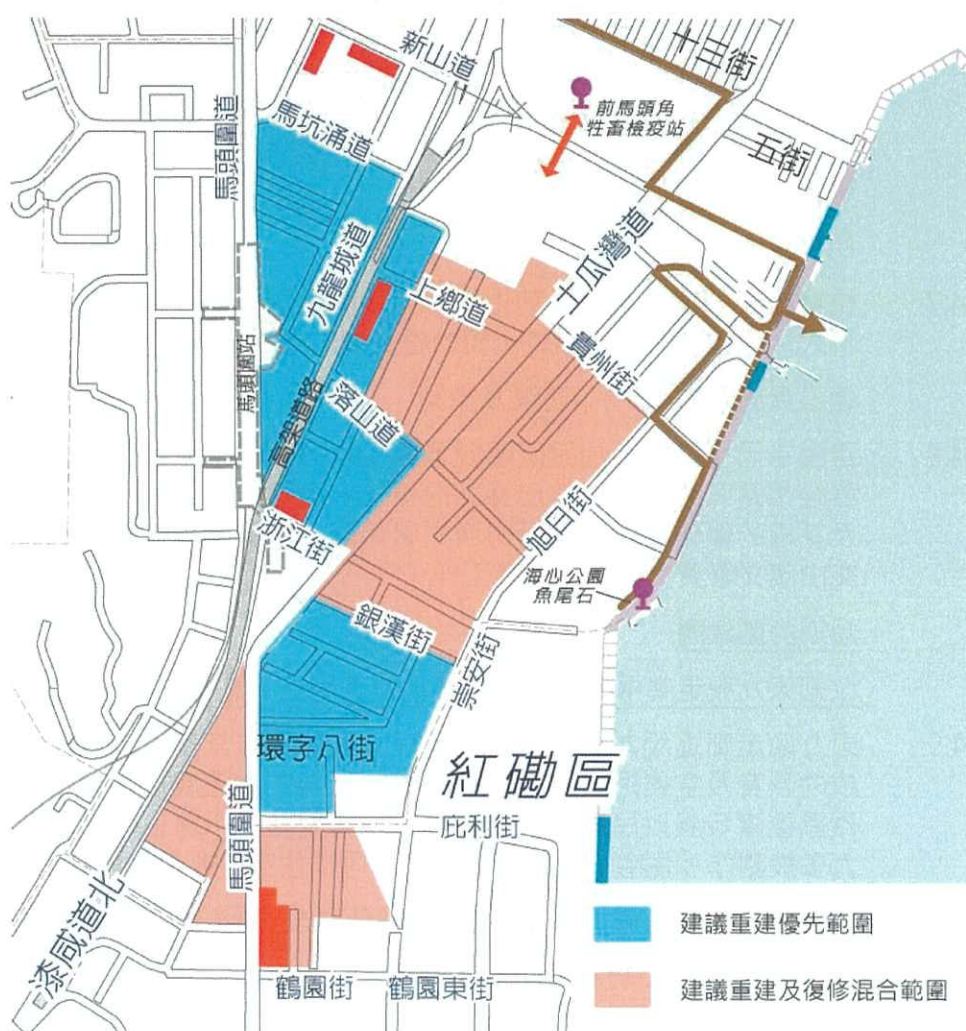 十三街
新山道
前馬頭角
牲畜檢疫站
馬頭圍道
馬坑涌道
五街
九龍城道
上鄉道
土瓜灣道
貴州街
馬頭圍站
高架道路
落山道
浙江街
旭日街
海心公園
魚尾石
銀漢街
崇安街
環字八街
紅磡區
馬頭圍道
庇利街
漆咸道北
建議重建優先範圍
建議重建及復修混合範圍
鶴園街
鶴園東街